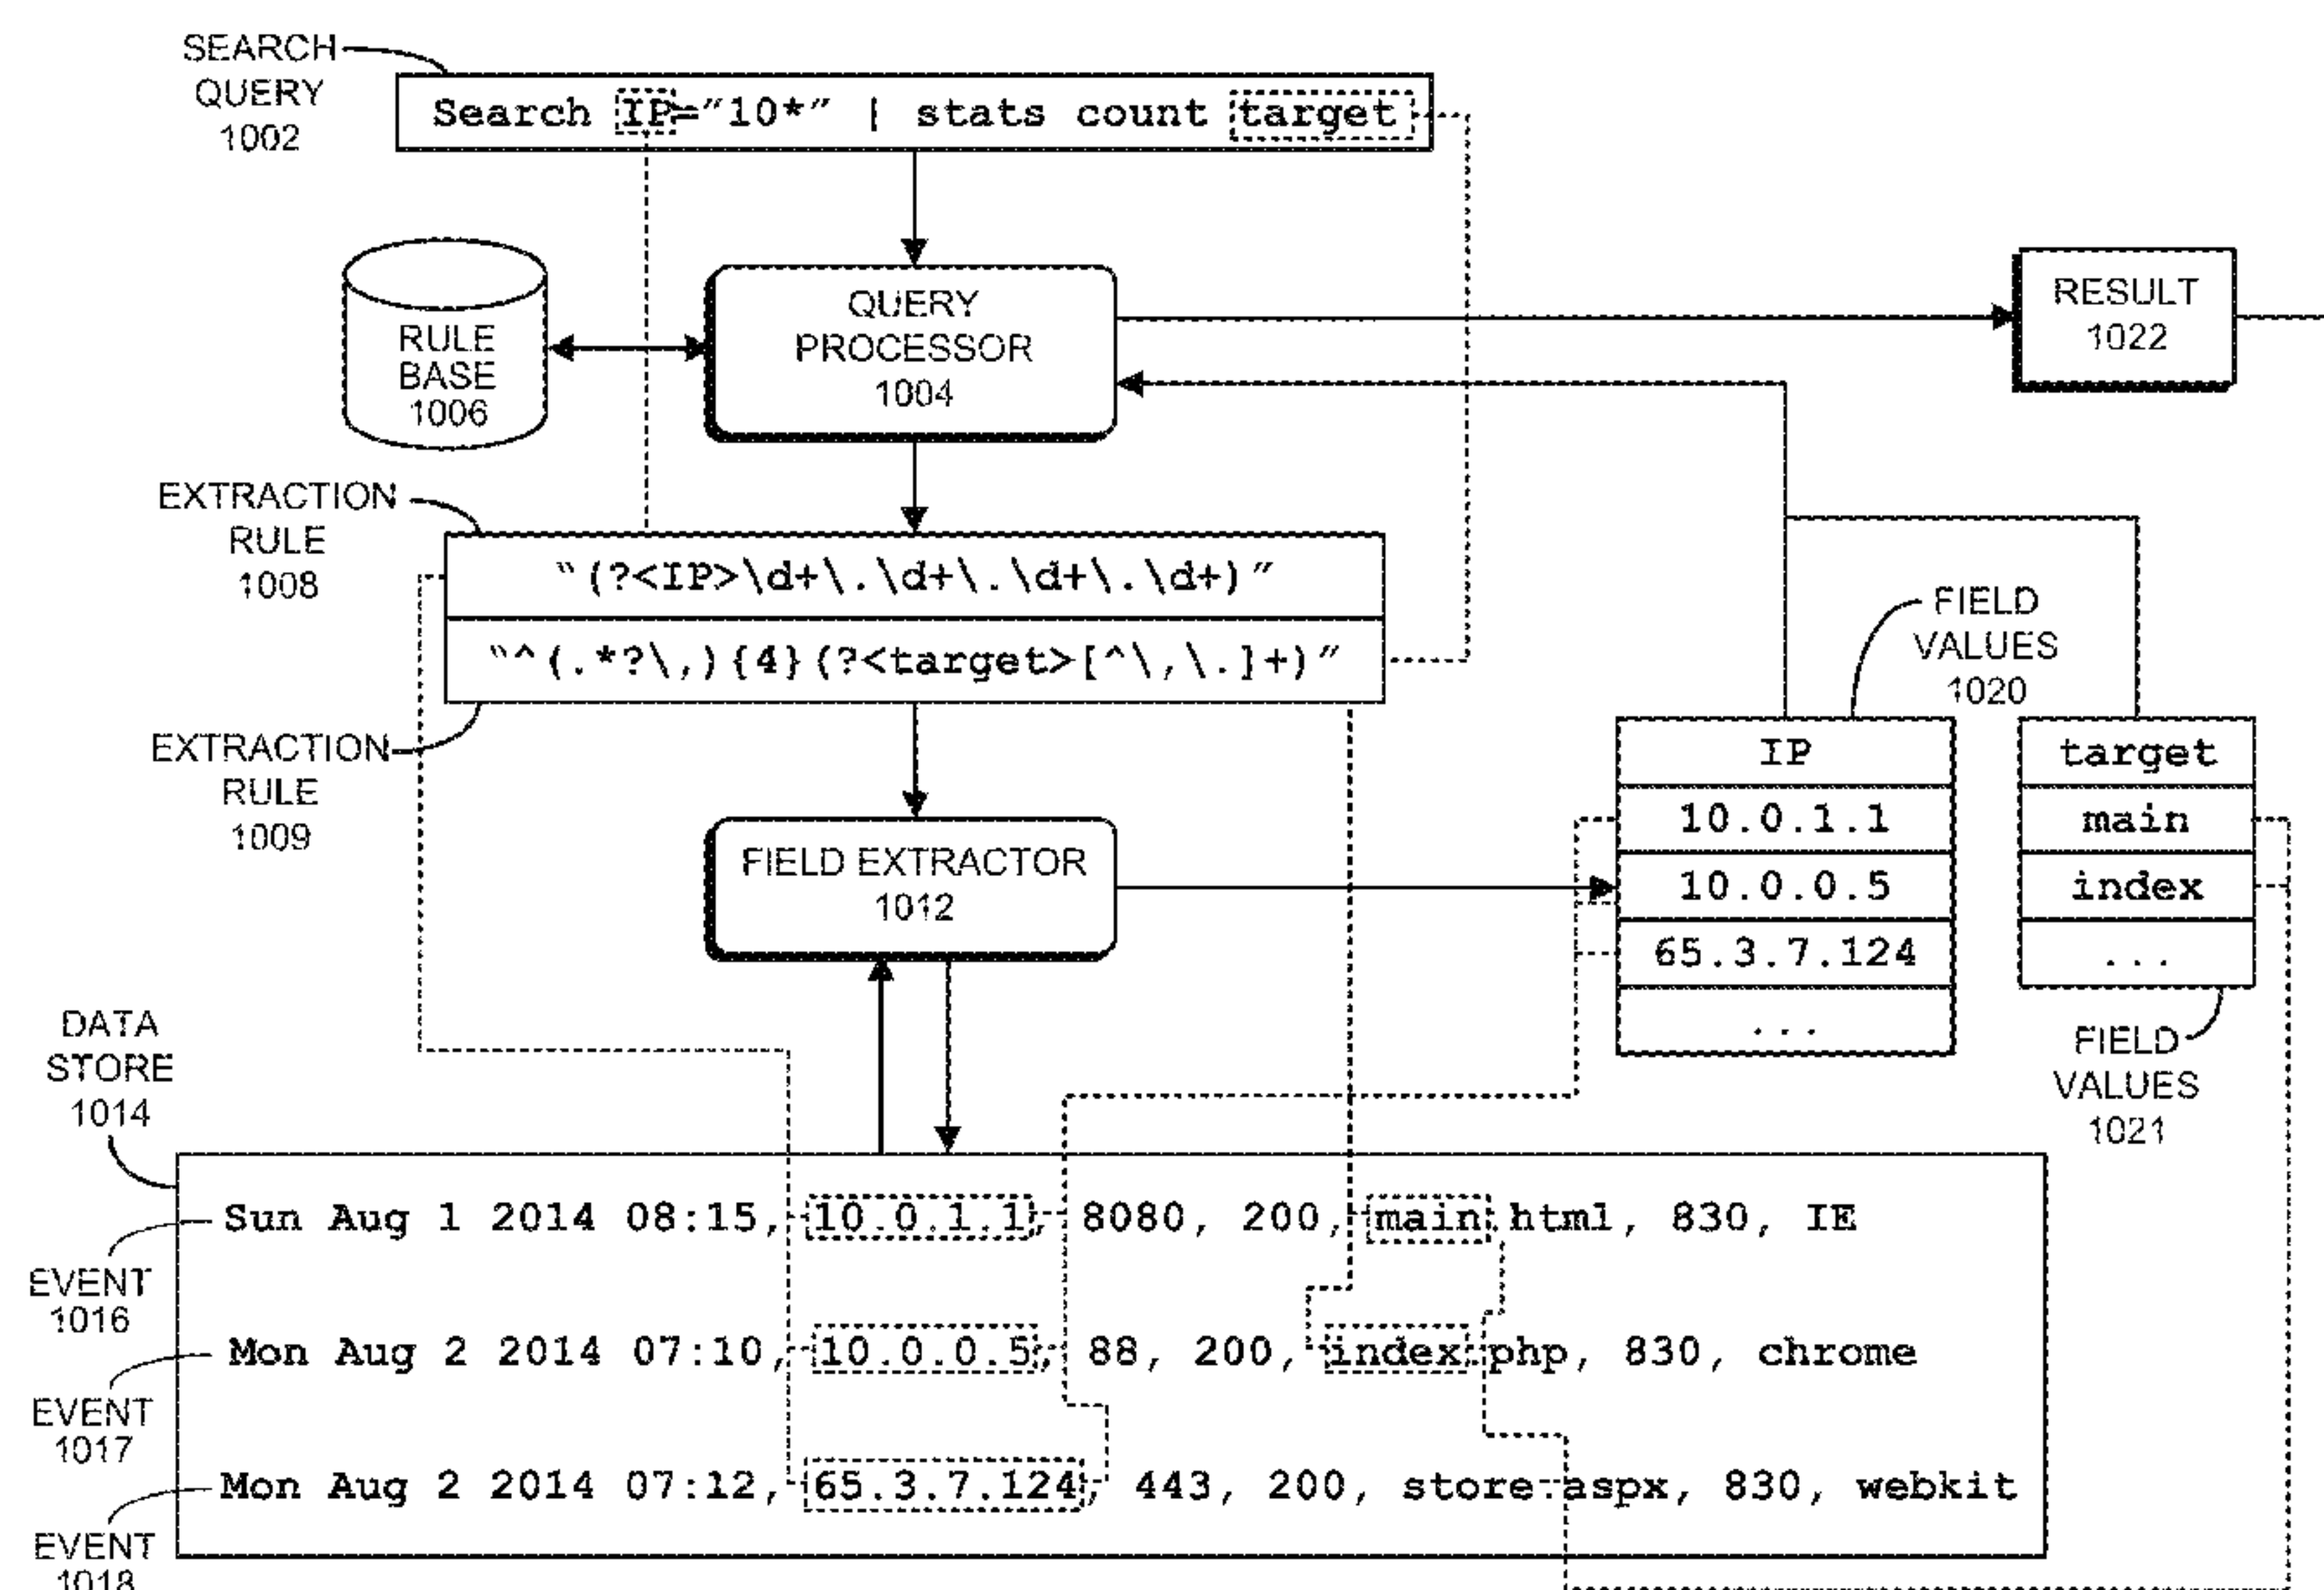 SEARCH
QUERY
1002
Search IP="10*" | stats count target
RULE
BASE
1006
QUERY
PROCESSOR
1004
RESULT
1022
EXTRACTION
RULE
1008
"(?<IP>\d+\.\d+\.\d+\.\d+)"
"^(.*?\,){4}(?<target>[^\,\.]+)"
EXTRACTION
RULE
1009
FIELD
VALUES
1020
IP
10.0.1.1
10.0.0.5
65.3.7.124
...
target
main
index
...
FIELD
VALUES
1021
FIELD EXTRACTOR
1012
DATA
STORE
1014
Sun Aug 1 2014 08:15, 10.0.1.1, 8080, 200, main.html, 830, IE
EVENT
1016
Mon Aug 2 2014 07:10, 10.0.0.5, 88, 200, index.php, 830, chrome
EVENT
1017
Mon Aug 2 2014 07:12, 65.3.7.124, 443, 200, store.aspx, 830, webkit
EVENT
1018